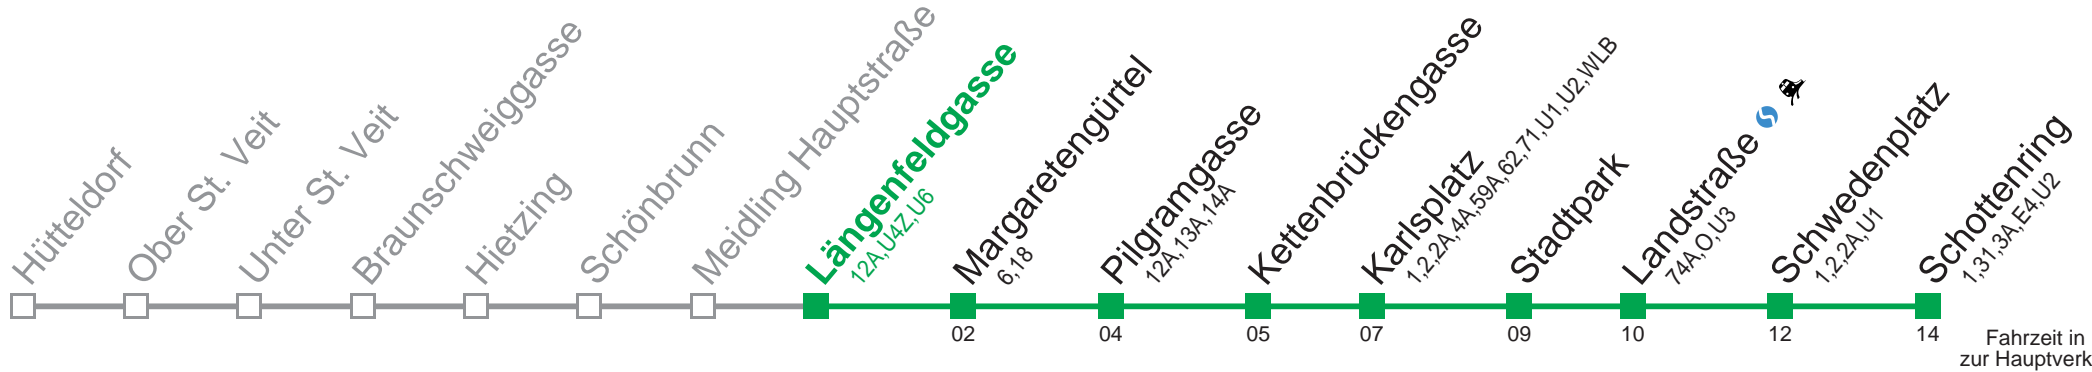 Hütteldorf
Ober St. Veit
Unter St. Veit
Braunschweiggasse
Hietzing
Schönbrunn
Meidling Hauptstraße
Längenfeldgasse
12A,U4Z,U6
Margaretengürtel
6,18
Pilgramgasse
12A,13A,14A
Kettenbrückengasse
Karlsplatz
1,2,2A,4A,59A,62,71,U1,U2,WLB
Stadtpark
Landstraße
74A,O,U3
Schwedenplatz
1,2,2A,U1
Schottenring
1,31,3A,E4,U2
02
04
05
07
09
10
12
14
Fahrzeit in
zur Hauptverk